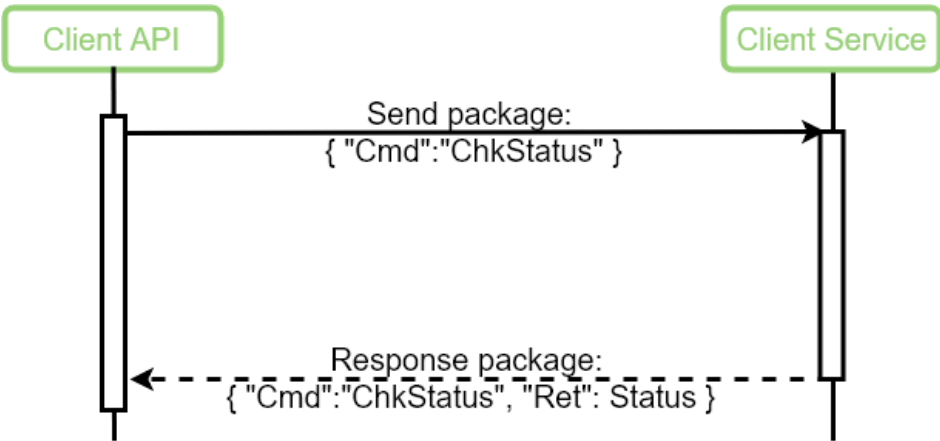 Client API
Client Service
Send package:
{ "Cmd":"ChkStatus" }
Response package:
{ "Cmd":"ChkStatus", "Ret": Status }